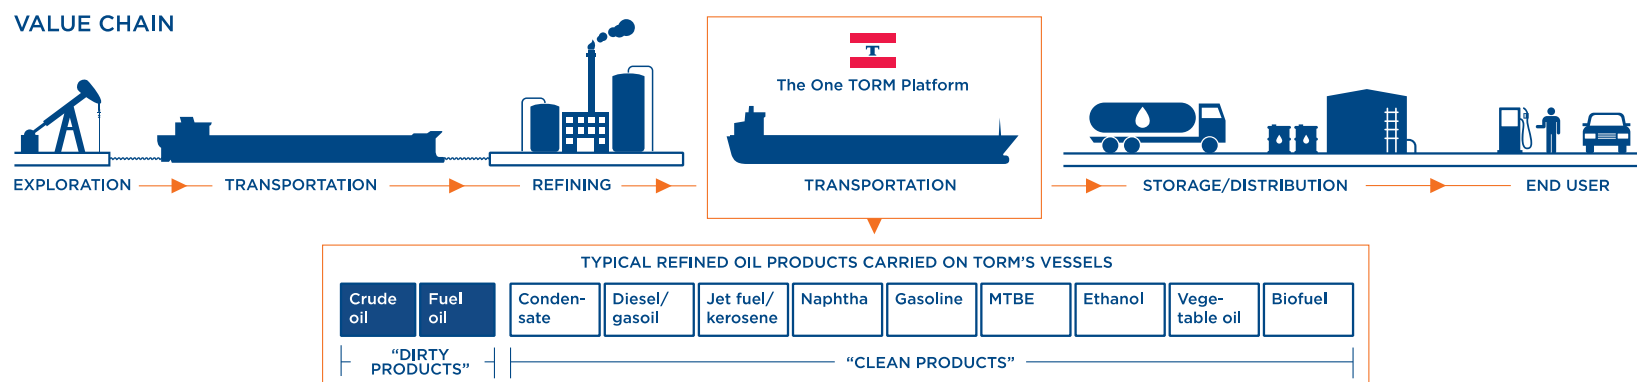 VALUE CHAIN
T
The One TORM Platform
EXPLORATION
TRANSPORTATION
REFINING
TRANSPORTATION
STORAGE/DISTRIBUTION
END USER
TYPICAL REFINED OIL PRODUCTS CARRIED ON TORM'S VESSELS
Crude
oil
Fuel
oil
Conden-
sate
Diesel/
gasoil
Jet fuel/
kerosene
Naphtha
Gasoline
MTBE
Ethanol
Vege-
table oil
Biofuel
“DIRTY
PRODUCTS”
“CLEAN PRODUCTS”